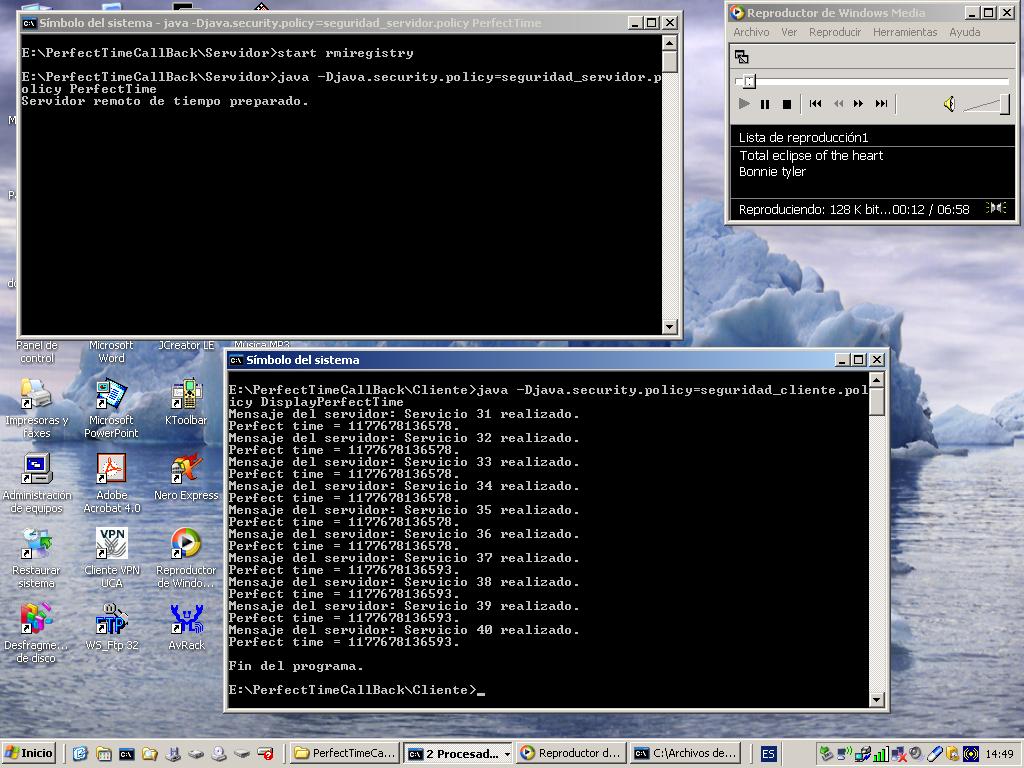 Símbolo del sistema - java -Djava.security.policy=seguridad_servidor.policy PerfectTime
E:\PerfectTimeCallBack\Servidor>start rmiregistry
E:\PerfectTimeCallBack\Servidor>java -Djava.security.policy=seguridad_servidor.p
olicy PerfectTime
Servidor remoto de tiempo preparado.
Reproductor de Windows Media
Archivo Ver Reproducir Herramientas Ayuda
Lista de reproducción1
Total eclipse of the heart
Bonnie tyler
Reproduciendo: 128 K bit...00:12 / 06:58
Panel de
control
Microsoft
Word
JCreator LE
Música MP3
Impresoras y
faxes
Microsoft
PowerPoint
KToolbar
Administración
de equipos
Adobe
Acrobat 4.0
Nero Express
Restaurar
sistema
VPN
Cliente VPN
UCA
Reproductor
de Windo...
Desfragme...
de disco
FTP
WS_Ftp 32
AvRack
Símbolo del sistema
E:\PerfectTimeCallBack\Cliente>java -Djava.security.policy=seguridad_cliente.pol
icy DisplayPerfectTime
Mensaje del servidor: Servicio 31 realizado.
Perfect time = 1177678136578.
Mensaje del servidor: Servicio 32 realizado.
Perfect time = 1177678136578.
Mensaje del servidor: Servicio 33 realizado.
Perfect time = 1177678136578.
Mensaje del servidor: Servicio 34 realizado.
Perfect time = 1177678136578.
Mensaje del servidor: Servicio 35 realizado.
Perfect time = 1177678136578.
Mensaje del servidor: Servicio 36 realizado.
Perfect time = 1177678136578.
Mensaje del servidor: Servicio 37 realizado.
Perfect time = 1177678136593.
Mensaje del servidor: Servicio 38 realizado.
Perfect time = 1177678136593.
Mensaje del servidor: Servicio 39 realizado.
Perfect time = 1177678136593.
Mensaje del servidor: Servicio 40 realizado.
Perfect time = 1177678136593.
Fin del programa.
E:\PerfectTimeCallBack\Cliente>_
Inicio
PerfectTimeCa...
2 Procesad...
Reproductor d...
C:\Archivos de...
ES
14:49